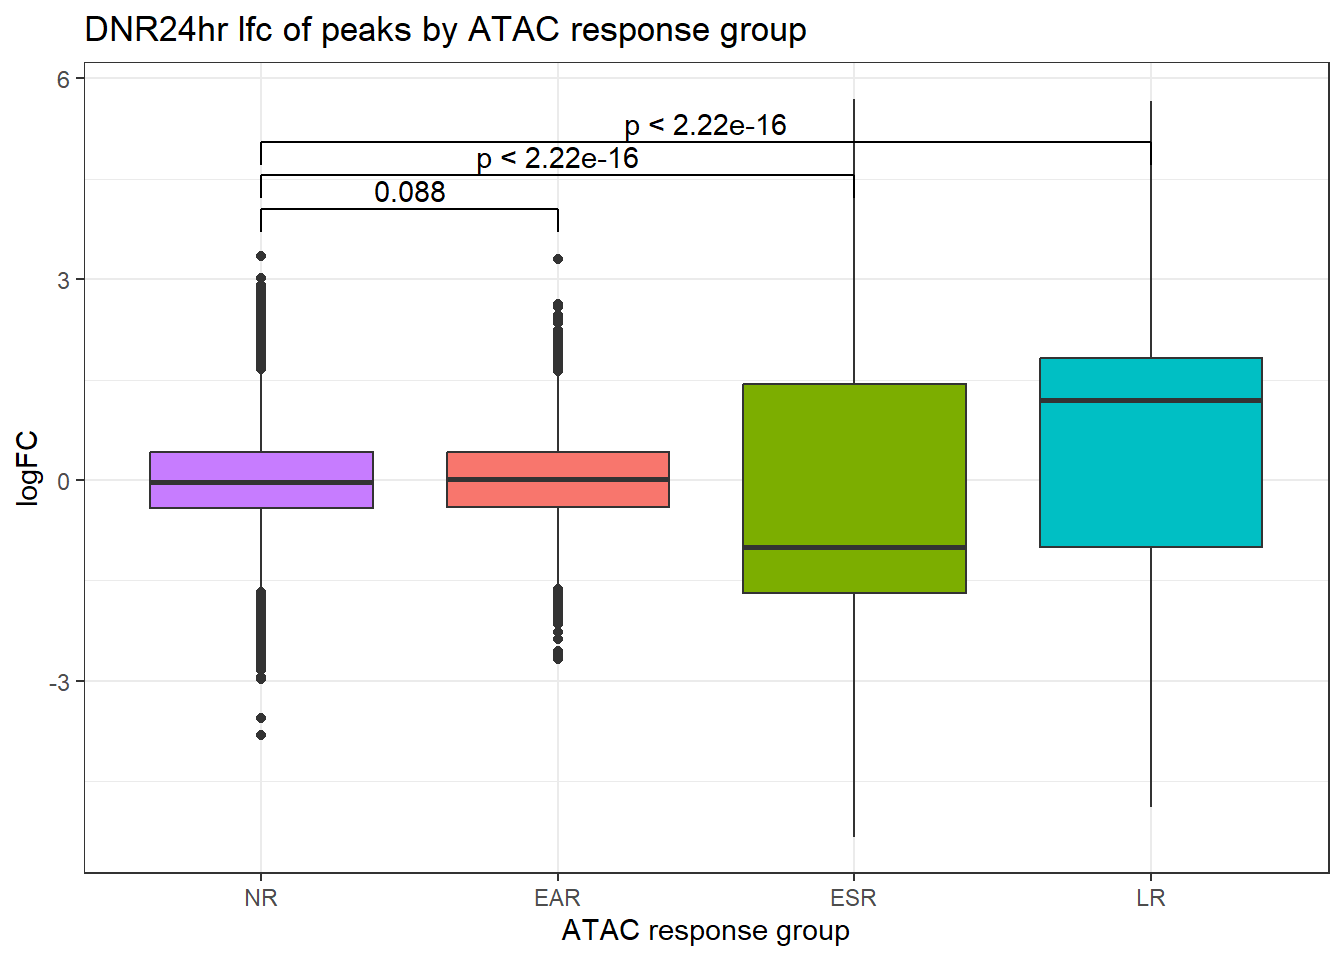 DNR24hr lfc of peaks by ATAC response group
6
3
0
-3
logFC
p < 2.22e-16
p < 2.22e-16
0.088
NR
EAR
ESR
LR
ATAC response group